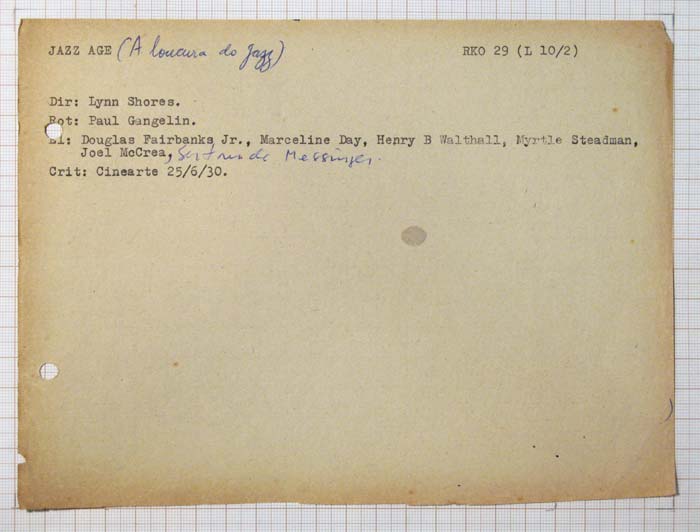 JAZZ AGE (A loucura do Jazz) RKO 29 (L 10/2)
Dir: Lynn Shores.
Rot: Paul Gangelin.
El: Douglas Fairbanks Jr., Marceline Day, Henry B Walthall, Myrtle Steadman,
Joel McCrea, Gertrude Messinger.
Crit: Cinearte 25/6/30.